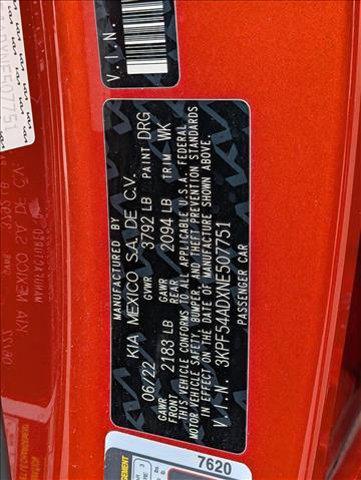 V.I.N.
MANUFACTURED BY
KIA MEXICO S.A. DE C.V.
06/22 GVWR 3792 LB PAINT DRG
GAWR FRONT 2183 LB GAWR REAR 2094 LB TRIM WK
THIS VEHICLE CONFORMS TO ALL APPLICABLE U.S.A. FEDERAL
MOTOR VEHICLE SAFETY, BUMPER, AND THEFT PREVENTION STANDARDS
IN EFFECT ON THE DATE OF MANUFACTURE SHOWN ABOVE.
V.I.N. 3KPF54ADXNE507751
PASSENGER CAR
7620